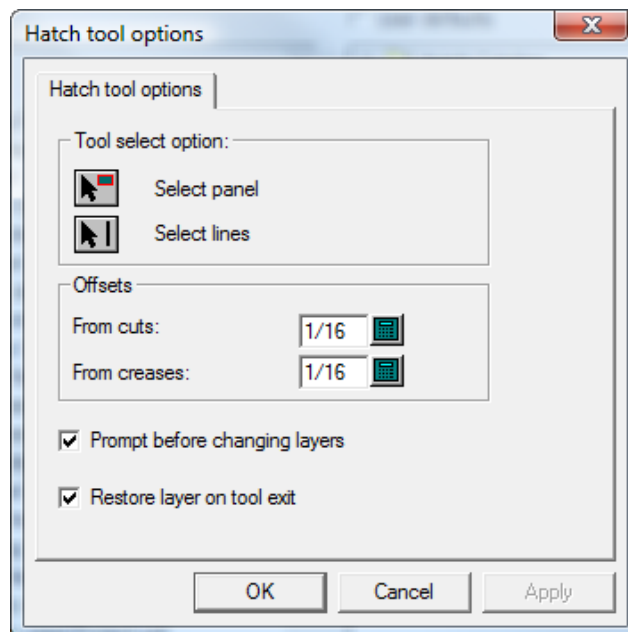 Hatch tool options
Hatch tool options
Tool select option:
Select panel
Select lines
Offsets
From cuts: 1/16
From creases: 1/16
Prompt before changing layers
Restore layer on tool exit
OK Cancel Apply